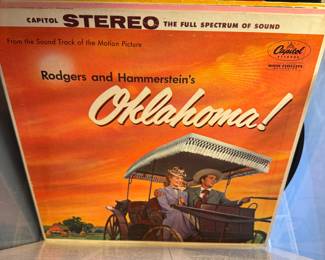 CAPITOL STEREO THE FULL SPECTRUM OF SOUND
From the Sound Track of the Motion Picture
Capitol
RECORDS
Rodgers and Hammerstein's
Oklahoma!